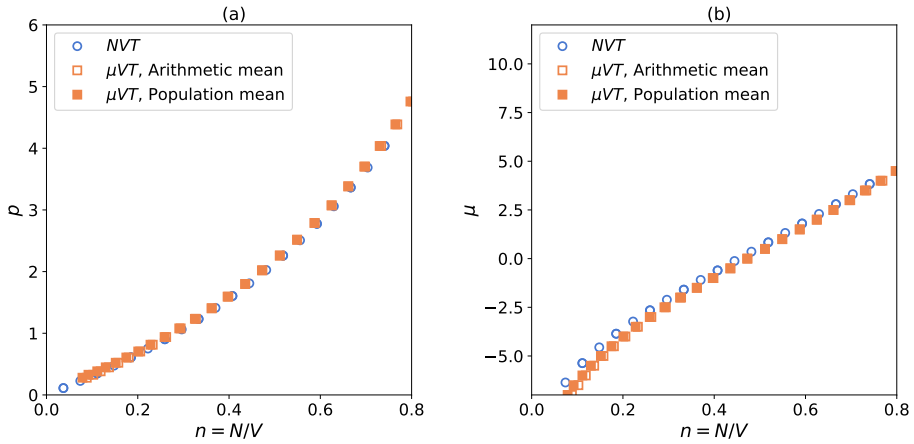 (a)
6
5
4
3
2
1
0
p
NVT
μVT, Arithmetic mean
μVT, Population mean
0.0 0.2 0.4 0.6 0.8
n = N/V
(b)
10.0
7.5
5.0
2.5
0.0
−2.5
−5.0
μ
NVT
μVT, Arithmetic mean
μVT, Population mean
0.0 0.2 0.4 0.6 0.8
n = N/V